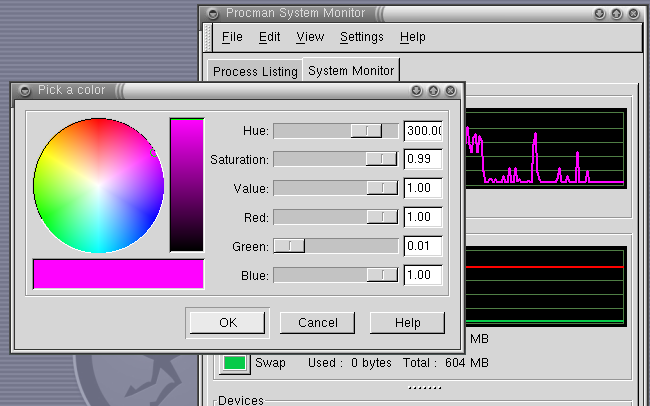 Procman System Monitor
File Edit View Settings Help
Process Listing System Monitor
Pick a color
Hue: 300.00
Saturation: 0.99
Value: 1.00
Red: 1.00
Green: 0.01
Blue: 1.00
OK Cancel Help
MB
Swap Used : 0 bytes Total : 604 MB
Devices